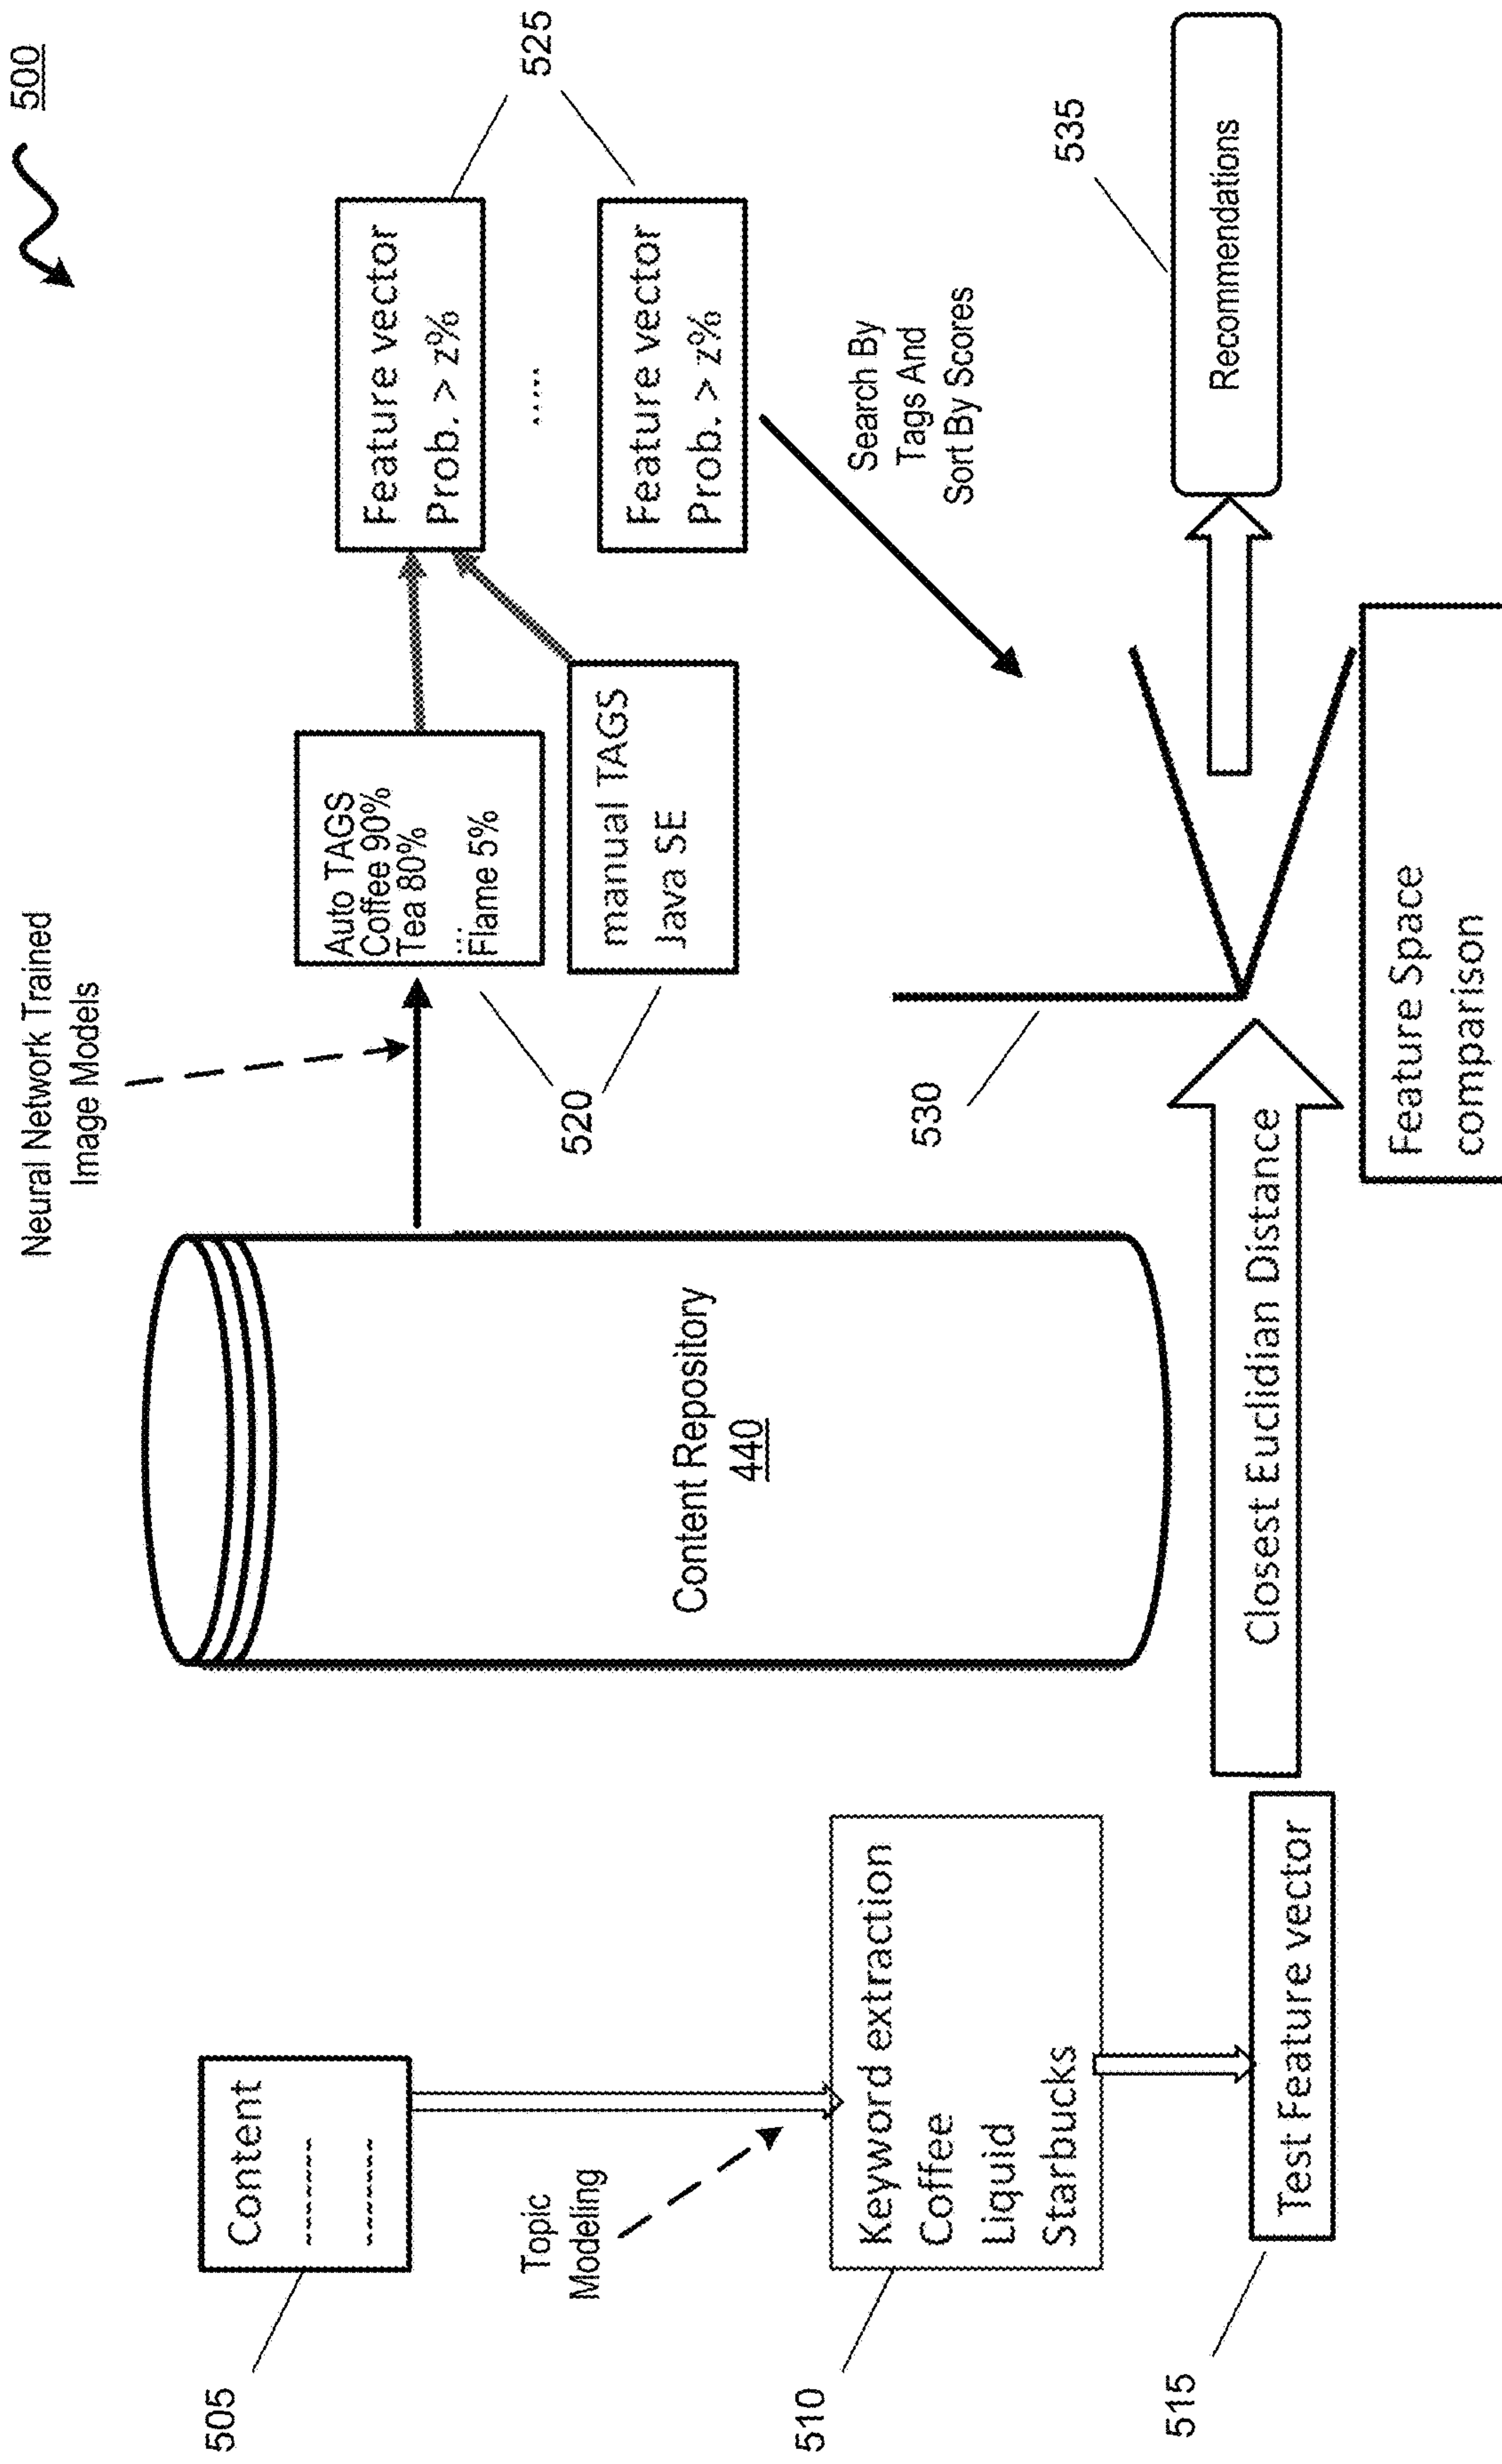 500
Neural Network Trained
Image Models
505
Content
Topic
Modeling
510
Keyword extraction
Coffee
Liquid
Starbucks
515
Test Feature vector
Content Repository
440
Auto TAGS
Coffee 90%
Tea 80%
...
Flame 5%
manual TAGS
Java SE
520
Feature vector
Prob. > z%
.....
Feature vector
Prob. > z%
525
Search By
Tags And
Sort By Scores
Closest Euclidian Distance
530
Feature Space
comparison
Recommendations
535